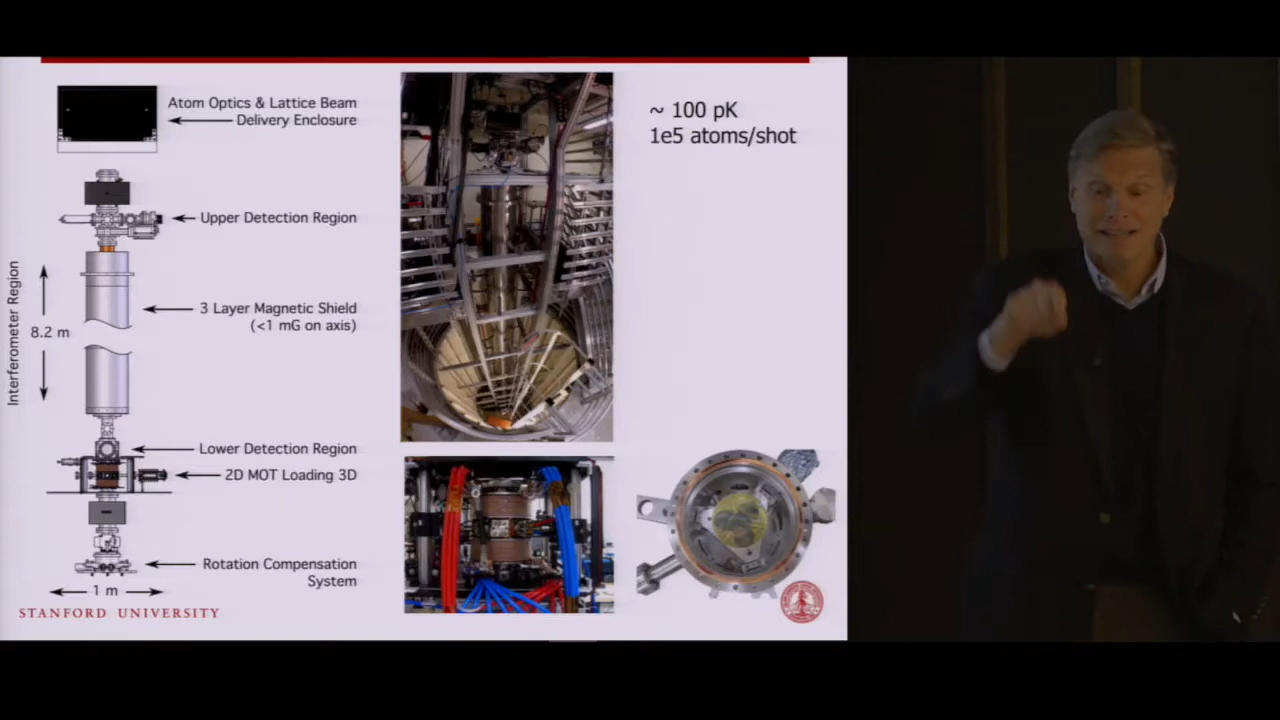 Atom Optics & Lattice Beam
Delivery Enclosure
Upper Detection Region
3 Layer Magnetic Shield
(<1 mG on axis)
Interferometer Region
8.2 m
Lower Detection Region
2D MOT Loading 3D
Rotation Compensation
System
1 m
STANFORD UNIVERSITY
~ 100 pK
1e5 atoms/shot